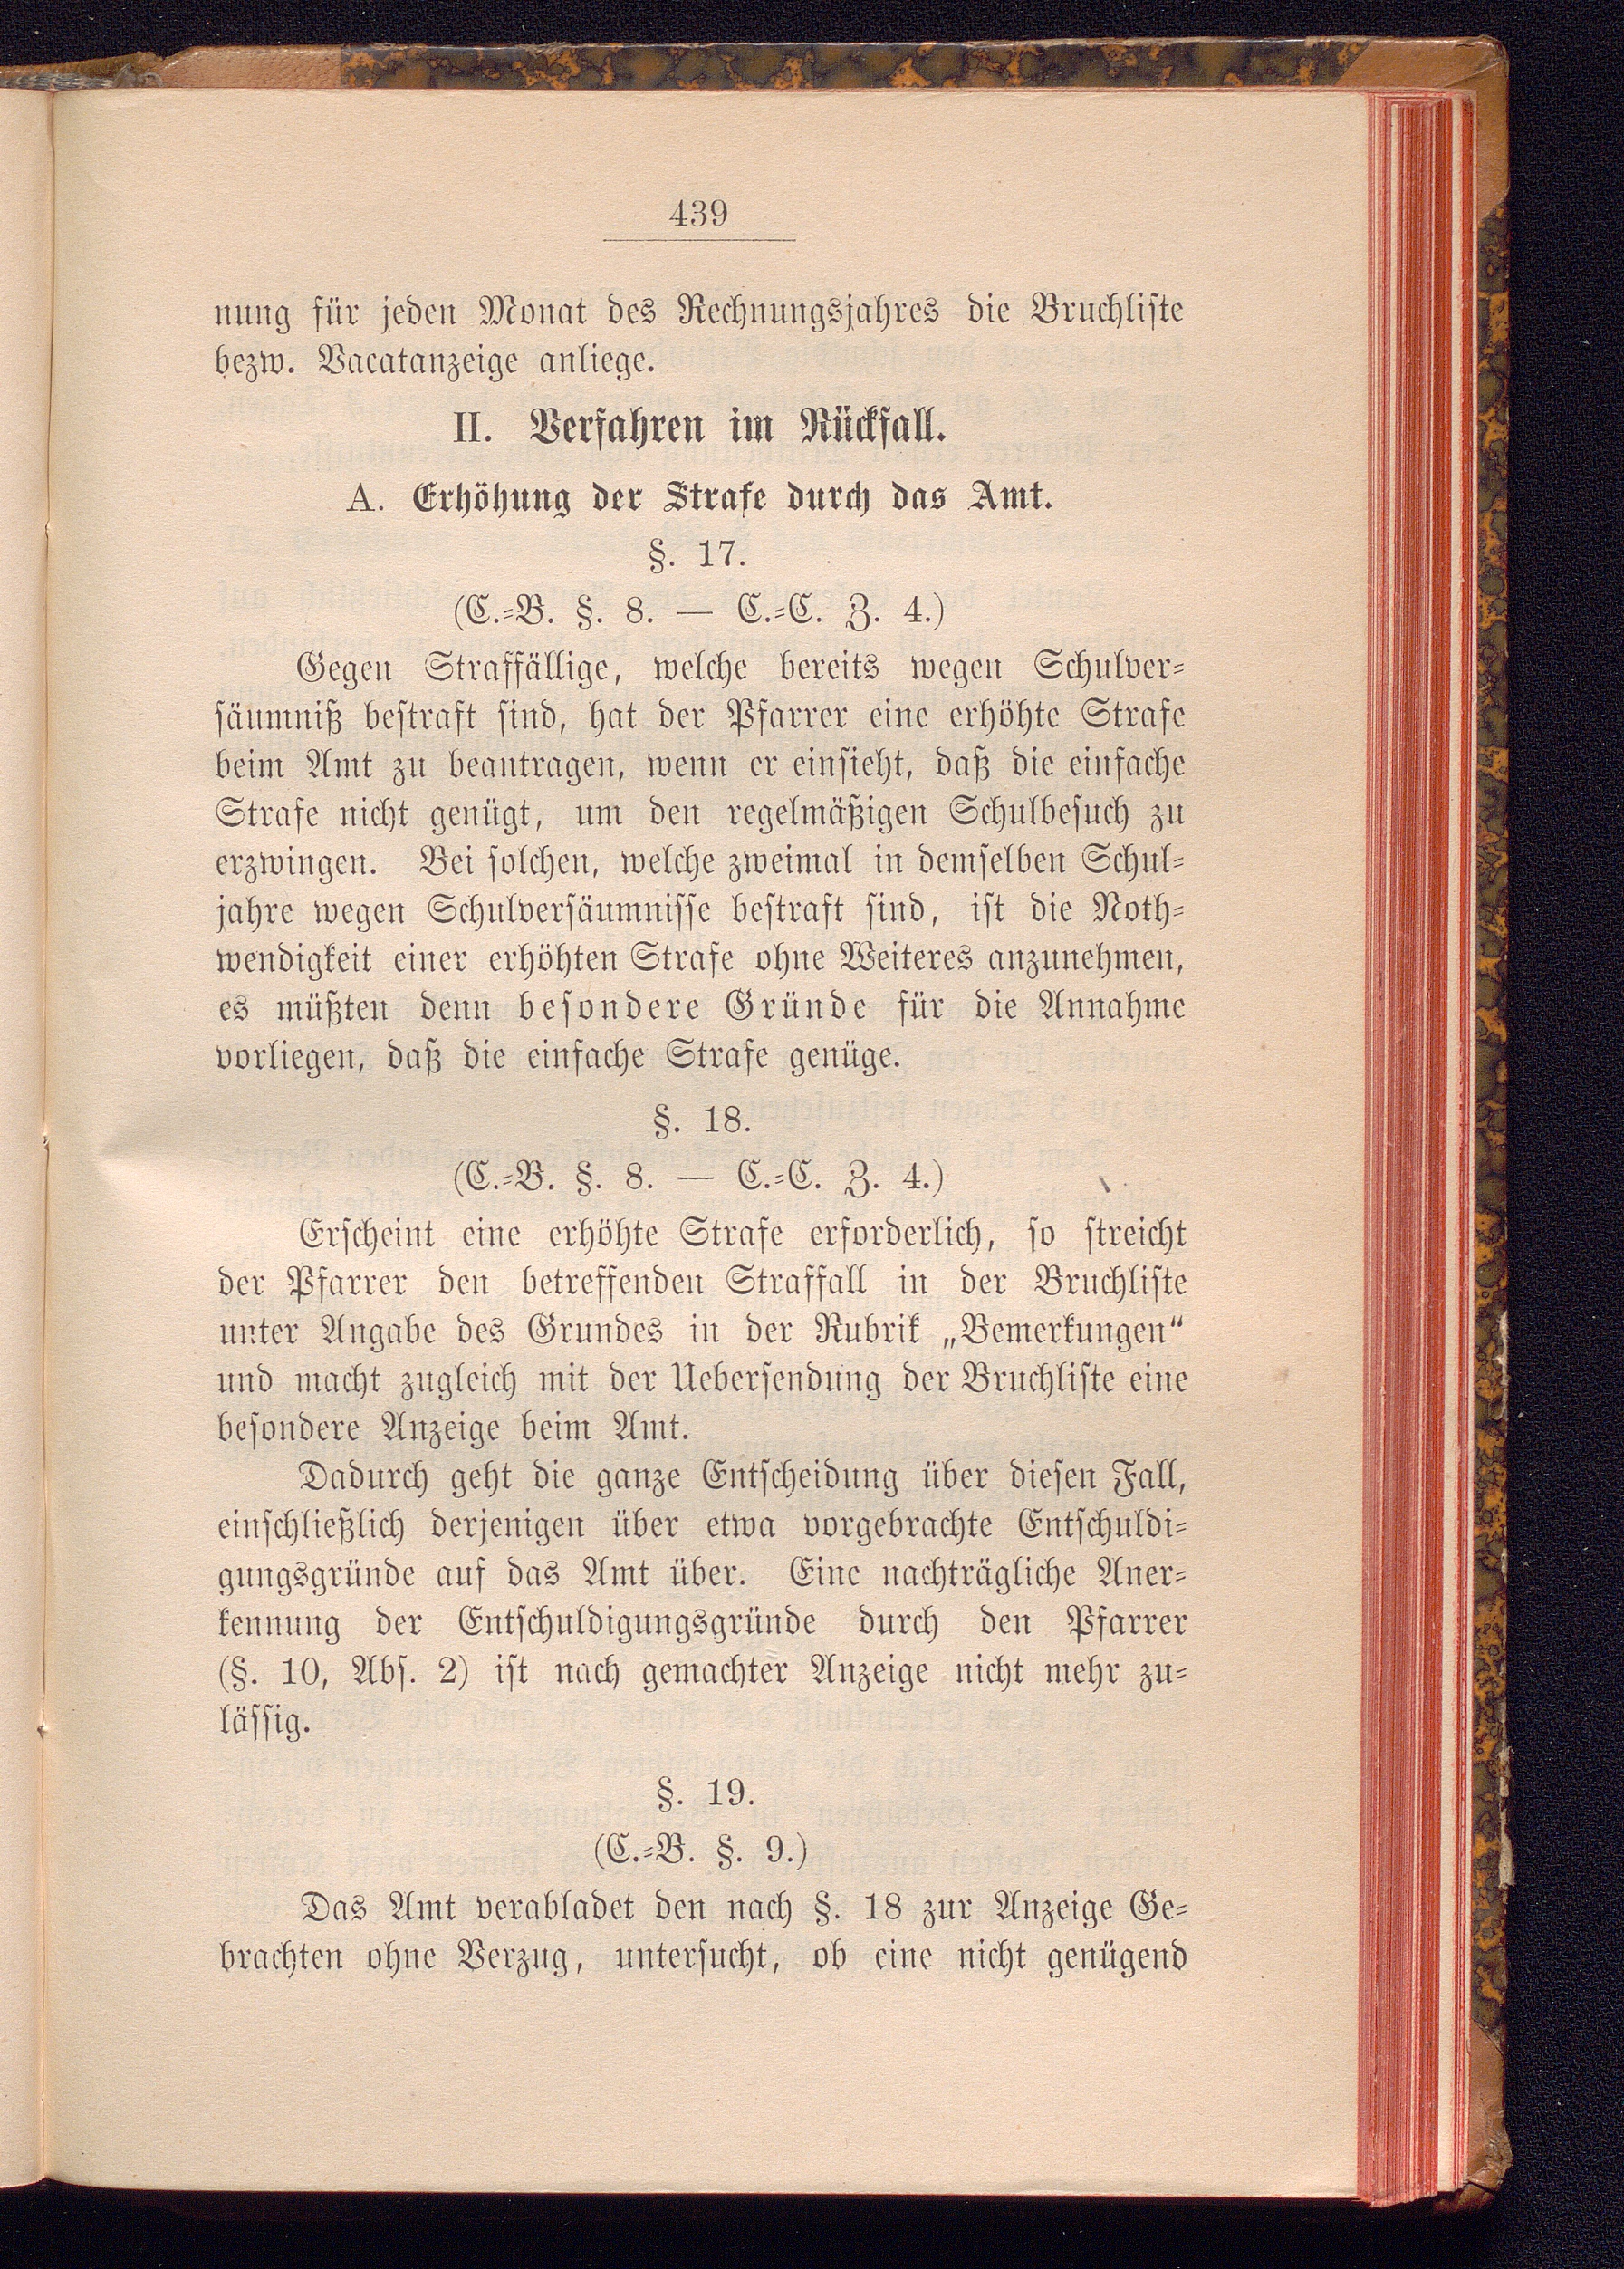 439
nung für jeden Monat des Rechnungsjahres die Bruchliste
bezw. Vacatanzeige anliege.
II. Verfahren im Rückfall.
A. Erhöhung der Strafe durch das Amt.
§. 17.
(C.-B. §. 8. — C.-C. Z. 4.)
Gegen Straffällige, welche bereits wegen Schulver-
säumniß bestraft sind, hat der Pfarrer eine erhöhte Strafe
beim Amt zu beantragen, wenn er einsieht, daß die einfache
Strafe nicht genügt, um den regelmäßigen Schulbesuch zu
erzwingen. Bei solchen, welche zweimal in demselben Schul-
jahre wegen Schulversäumnisse bestraft sind, ist die Noth-
wendigkeit einer erhöhten Strafe ohne Weiteres anzunehmen,
es müßten denn besondere Gründe für die Annahme
vorliegen, daß die einfache Strafe genüge.
§. 18.
(C.-B. §. 8. — C.-C. Z. 4.)
Erscheint eine erhöhte Strafe erforderlich, so streicht
der Pfarrer den betreffenden Straffall in der Bruchliste
unter Angabe des Grundes in der Rubrik „Bemerkungen“
und macht zugleich mit der Uebersendung der Bruchliste eine
besondere Anzeige beim Amt.
Dadurch geht die ganze Entscheidung über diesen Fall,
einschließlich derjenigen über etwa vorgebrachte Entschuldi-
gungsgründe auf das Amt über. Eine nachträgliche Aner-
kennung der Entschuldigungsgründe durch den Pfarrer
(§. 10, Abs. 2) ist nach gemachter Anzeige nicht mehr zu-
lässig.
§. 19.
(C.-B. §. 9.)
Das Amt verabladet den nach §. 18 zur Anzeige Ge-
brachten ohne Verzug, untersucht, ob eine nicht genügend